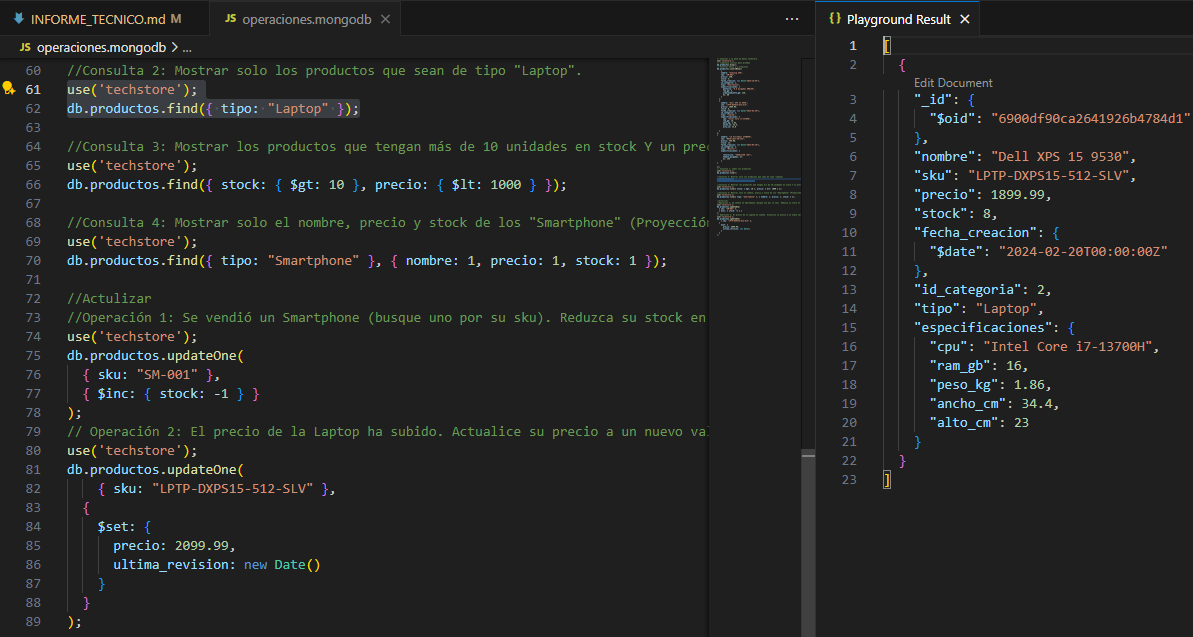 INFORME_TECNICO.md M
JS operaciones.mongodb
JS operaciones.mongodb > ...
60 //Consulta 2: Mostrar solo los productos que sean de tipo "Laptop".
61 use('techstore');
62 db.productos.find({ tipo: "Laptop" });
63
64 //Consulta 3: Mostrar los productos que tengan más de 10 unidades en stock Y un prec
65 use('techstore');
66 db.productos.find({ stock: { $gt: 10 }, precio: { $lt: 1000 } });
67
68 //Consulta 4: Mostrar solo el nombre, precio y stock de los "Smartphone" (Proyección
69 use('techstore');
70 db.productos.find({ tipo: "Smartphone" }, { nombre: 1, precio: 1, stock: 1 });
71
72 //Actulizar
73 //Operación 1: Se vendió un Smartphone (busque uno por su sku). Reduzca su stock en
74 use('techstore');
75 db.productos.updateOne(
76 { sku: "SM-001" },
77 { $inc: { stock: -1 } }
78 );
79 // Operación 2: El precio de la Laptop ha subido. Actualice su precio a un nuevo val
80 use('techstore');
81 db.productos.updateOne(
82 { sku: "LPTP-DXPS15-512-SLV" },
83 {
84 $set: {
85 precio: 2099.99,
86 ultima_revision: new Date()
87 }
88 }
89 );
{} Playground Result
1 [
2 {
Edit Document
3 "_id": {
4 "$oid": "6900df90ca2641926b4784d1"
5 },
6 "nombre": "Dell XPS 15 9530",
7 "sku": "LPTP-DXPS15-512-SLV",
8 "precio": 1899.99,
9 "stock": 8,
10 "fecha_creacion": {
11 "$date": "2024-02-20T00:00:00Z"
12 },
13 "id_categoria": 2,
14 "tipo": "Laptop",
15 "especificaciones": {
16 "cpu": "Intel Core i7-13700H",
17 "ram_gb": 16,
18 "peso_kg": 1.86,
19 "ancho_cm": 34.4,
20 "alto_cm": 23
21 }
22 }
23 ]